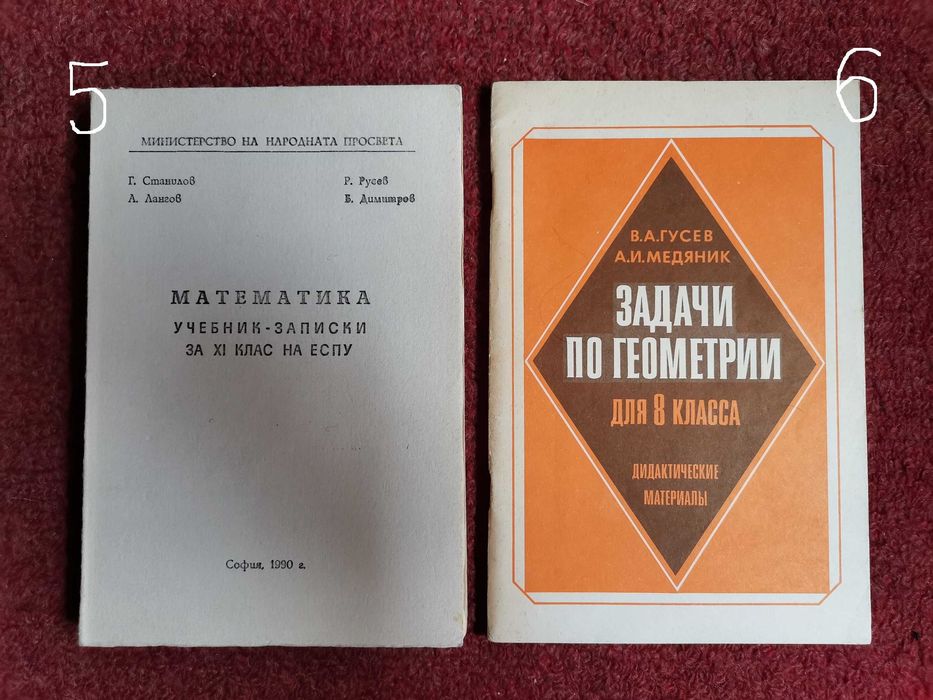 5
МИНИСТЕРСТВО НА НАРОДНАТА ПРОСВЕТА
Г. Станилов Р. Русев
А. Лангов Б. Димитров
МАТЕМАТИКА
УЧЕБНИК-ЗАПИСКИ
ЗА XI КЛАС НА ЕСПУ
София, 1990 г.
6
В.А.ГУСЕВ
А.И.МЕДЯНИК
ЗАДАЧИ
ПО ГЕОМЕТРИИ
ДЛЯ 8 КЛАССА
ДИДАКТИЧЕСКИЕ
МАТЕРИАЛЫ